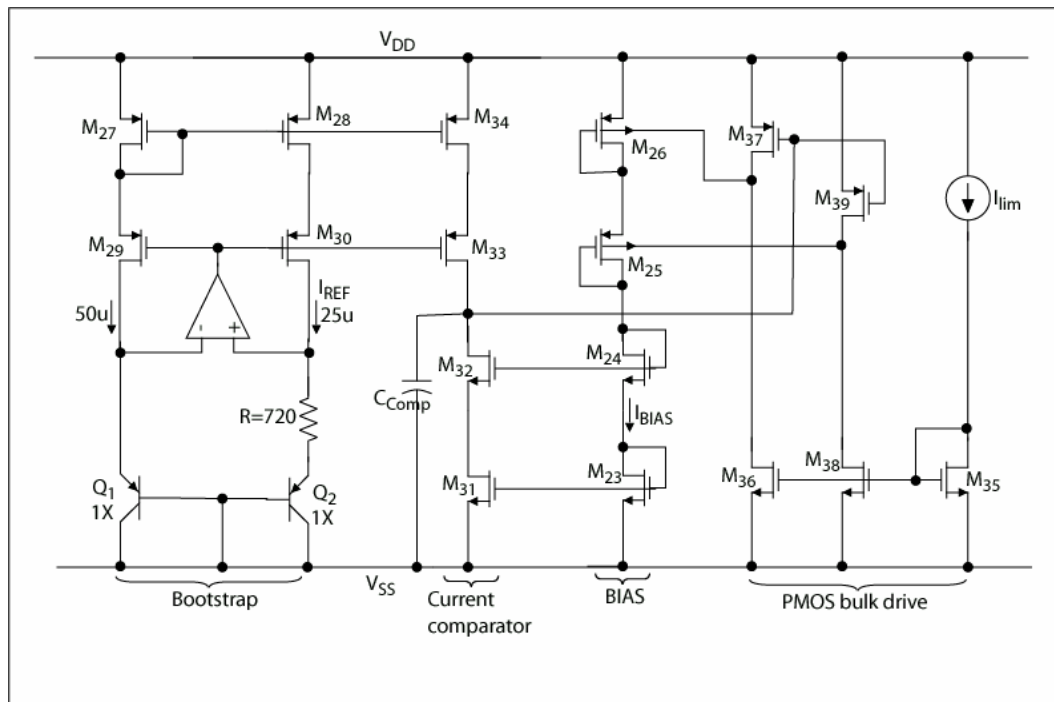 VDD
M27
M28
M34
M26
M37
M39
Ilim
M29
M30
M33
M25
50u
IREF
25u
- +
M32
M24
CComp
R=720
IBIAS
Q1
1X
Q2
1X
M31
M23
M36
M38
M35
VSS
Bootstrap
Current
comparator
BIAS
PMOS bulk drive